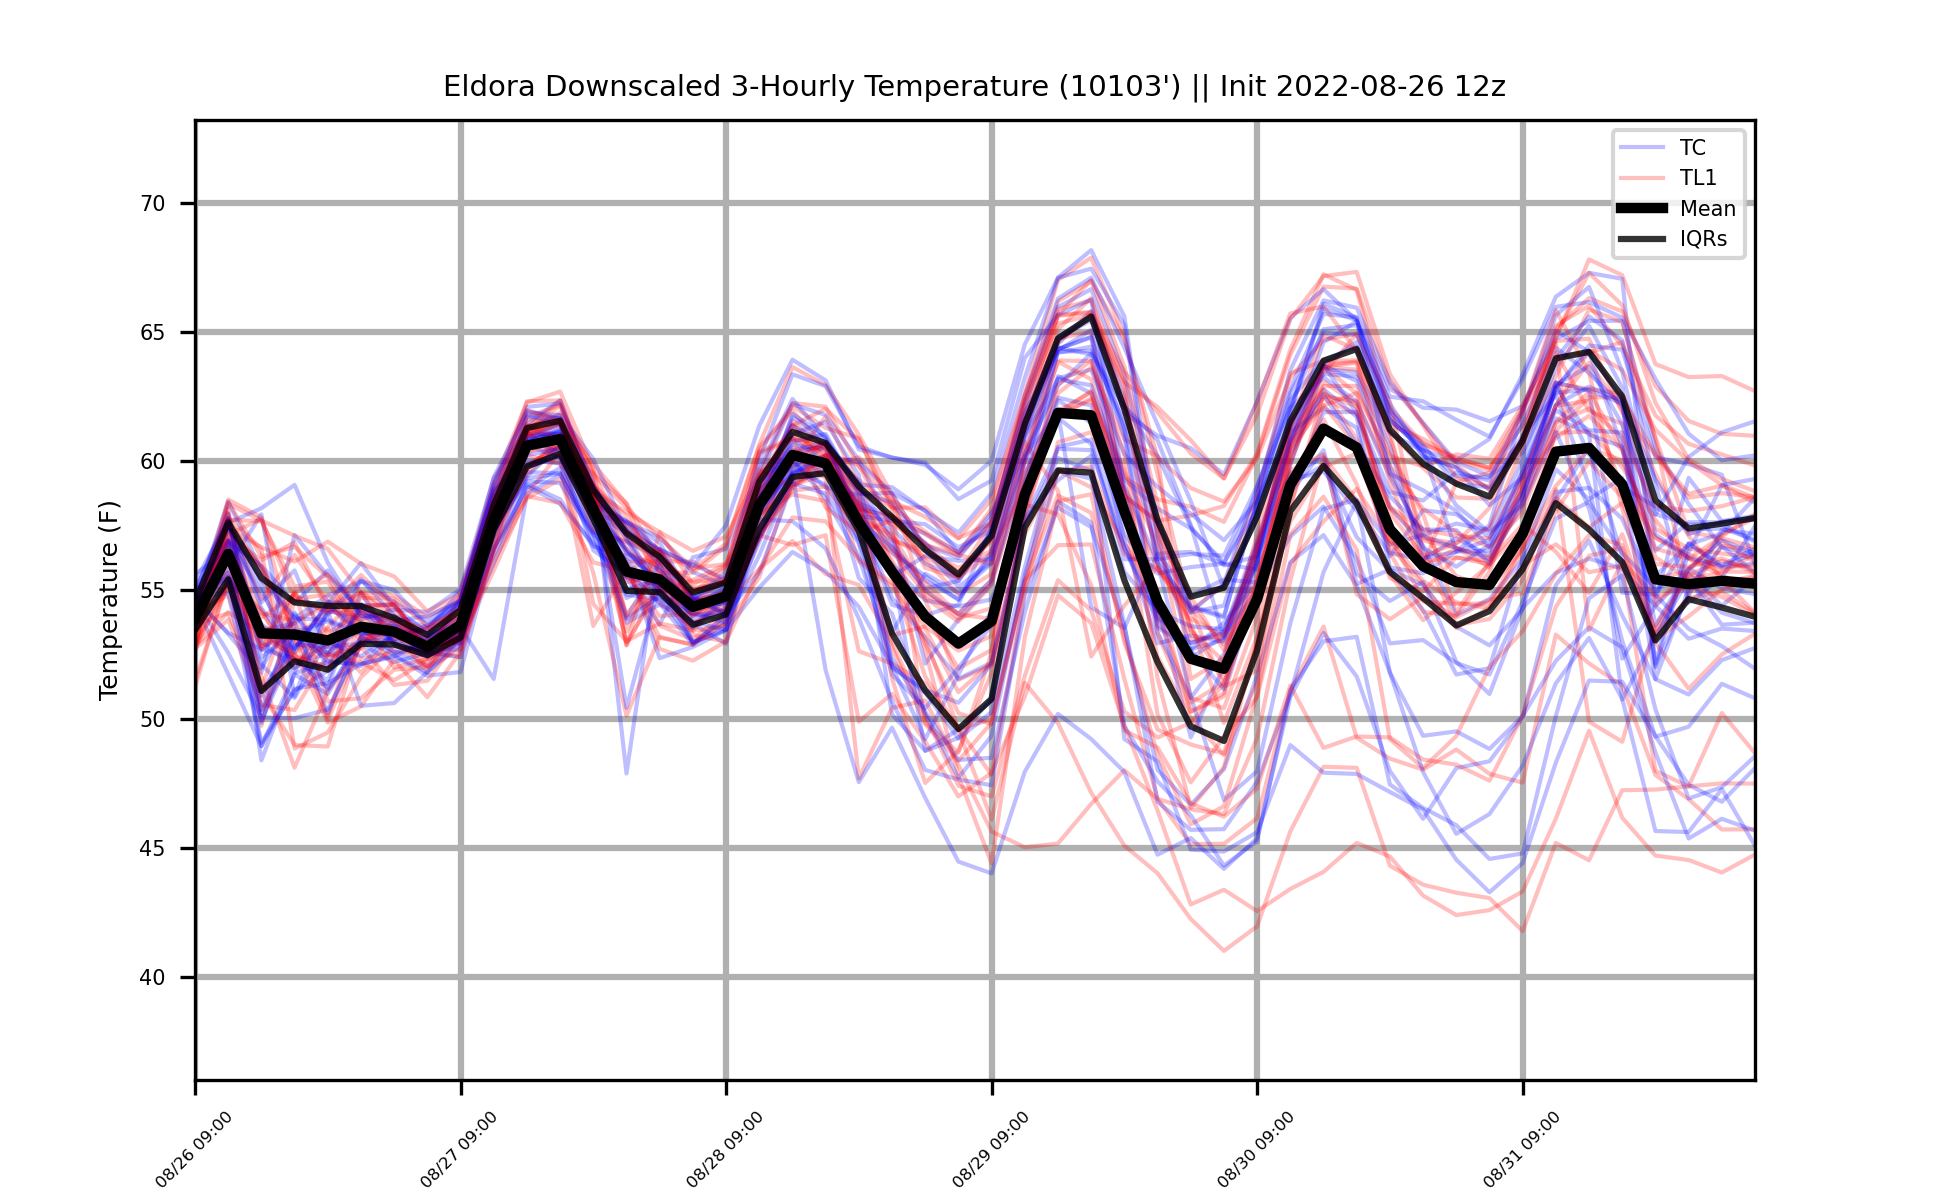 Eldora Downscaled 3-Hourly Temperature (10103') || Init 2022-08-26 12z
TC
TL1
Mean
IQRs
Temperature (F)
70
65
60
55
50
45
40
08/26 09:00
08/27 09:00
08/28 09:00
08/29 09:00
08/30 09:00
08/31 09:00